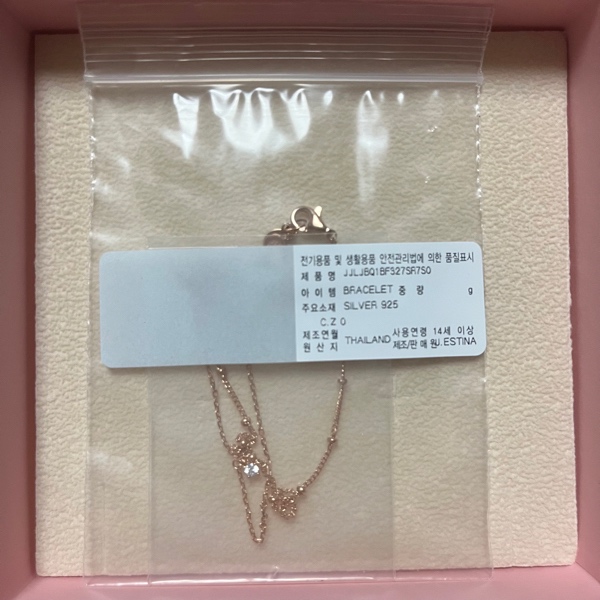 전기용품 및 생활용품 안전관리법에 의한 품질표시
제 품 명 JJLJBQ1BFS27SR7S0
아 이 템 BRACELET 중 량 g
주요소재 SILVER 925
C.Z 0
제조연월 사용연령 14세 이상
원 산 지 THAILAND 제조/판 매 원J.ESTINA